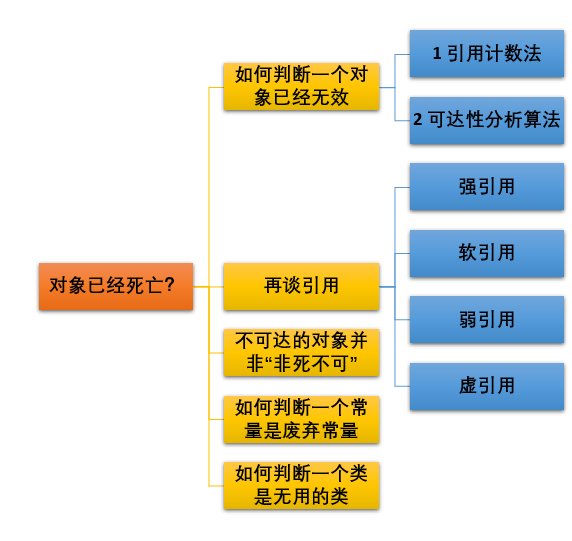 对象已经死亡?
如何判断一个对
象已经无效
1 引用计数法
2 可达性分析算法
再谈引用
强引用
软引用
弱引用
虚引用
不可达的对象并
非“非死不可”
如何判断一个常
量是废弃常量
如何判断一个类
是无用的类